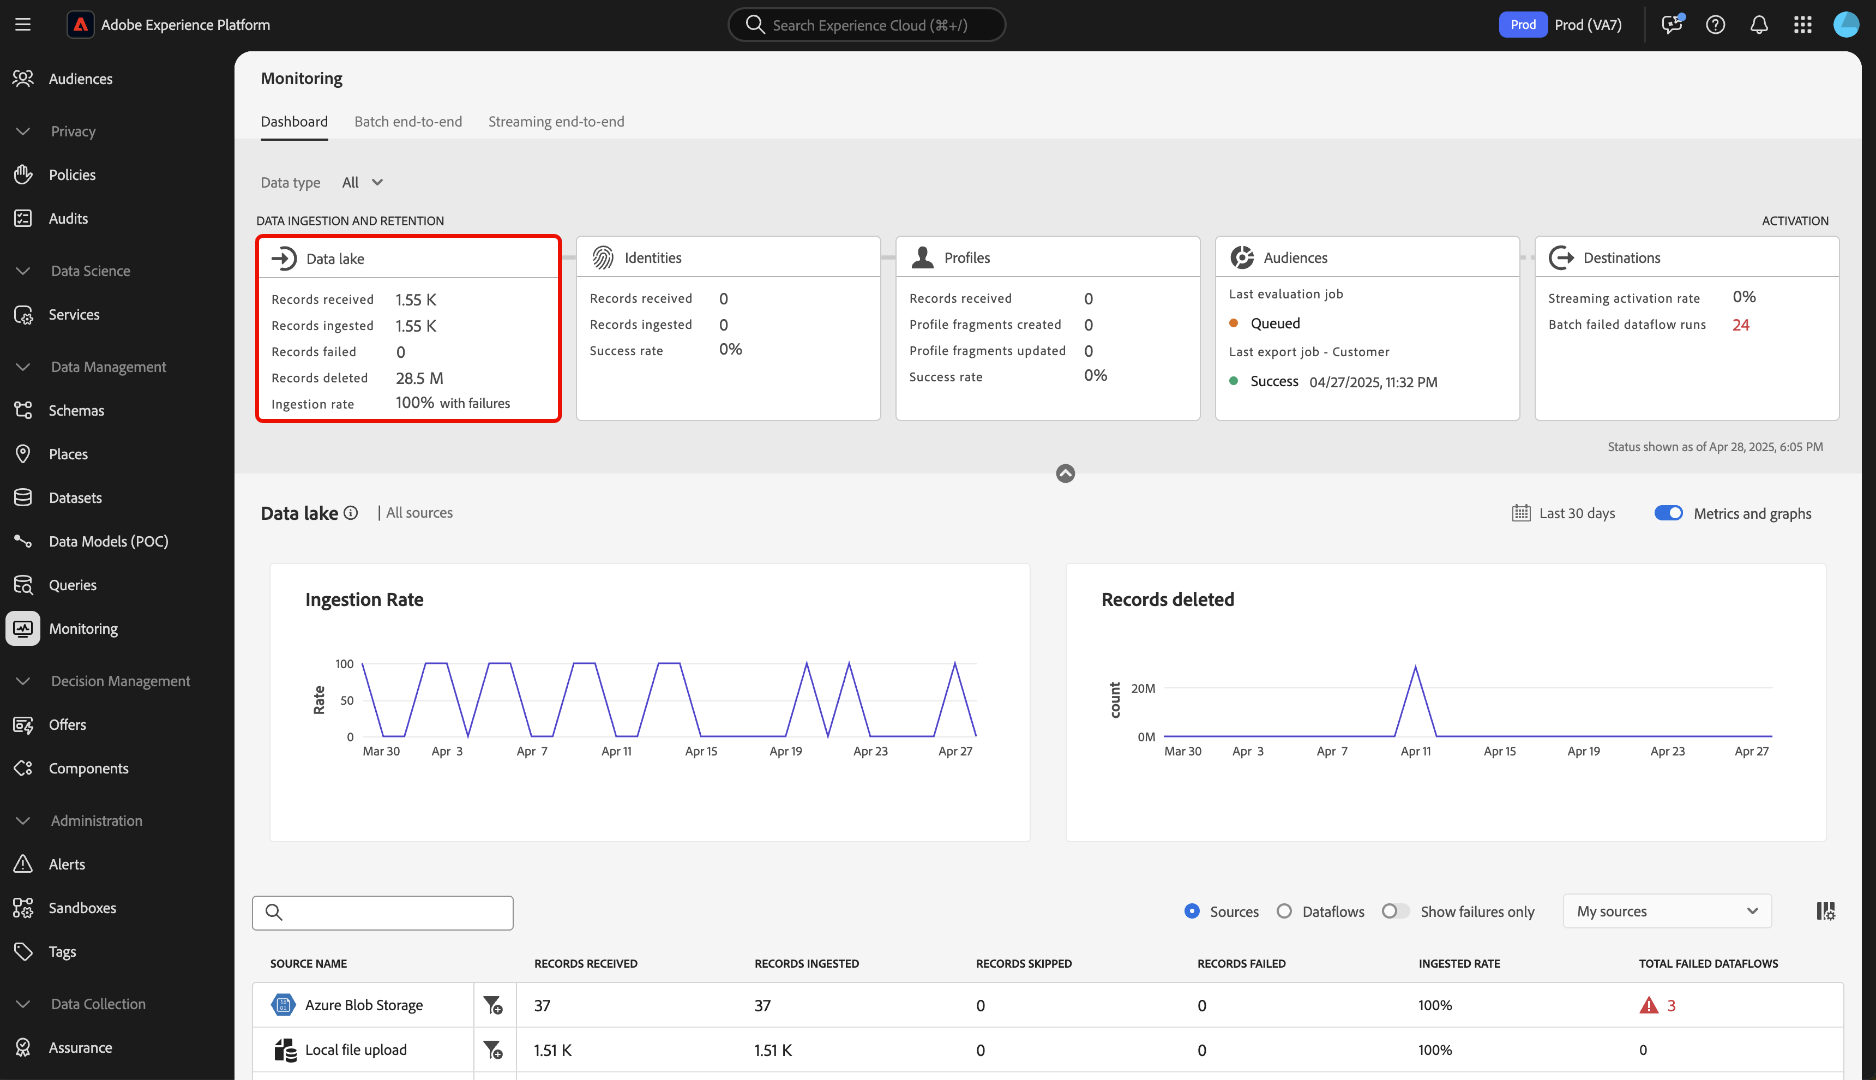 Adobe Experience Platform
Search Experience Cloud (⌘+/)
Prod
Prod (VA7)
Audiences
Privacy
Policies
Audits
Data Science
Services
Data Management
Schemas
Places
Datasets
Data Models (POC)
Queries
Monitoring
Decision Management
Offers
Components
Administration
Alerts
Sandboxes
Tags
Data Collection
Assurance
Monitoring
Dashboard
Batch end-to-end
Streaming end-to-end
Data type All
DATA INGESTION AND RETENTION
ACTIVATION
Data lake
Records received 1.55 K
Records ingested 1.55 K
Records failed 0
Records deleted 28.5 M
Ingestion rate 100% with failures
Identities
Records received 0
Records ingested 0
Success rate 0%
Profiles
Records received 0
Profile fragments created 0
Profile fragments updated 0
Success rate 0%
Audiences
Last evaluation job
Queued
Last export job - Customer
Success 04/27/2025, 11:32 PM
Destinations
Streaming activation rate 0%
Batch failed dataflow runs 24
Status shown as of Apr 28, 2025, 6:05 PM
Data lake | All sources
Last 30 days
Metrics and graphs
Ingestion Rate
Rate
100
50
0
Mar 30 Apr 3 Apr 7 Apr 11 Apr 15 Apr 19 Apr 23 Apr 27
Records deleted
count
20M
0M
Mar 30 Apr 3 Apr 7 Apr 11 Apr 15 Apr 19 Apr 23 Apr 27
Sources Dataflows Show failures only My sources
SOURCE NAME RECORDS RECEIVED RECORDS INGESTED RECORDS SKIPPED RECORDS FAILED INGESTED RATE TOTAL FAILED DATAFLOWS
Azure Blob Storage 37 37 0 0 100% 3
Local file upload 1.51 K 1.51 K 0 0 100% 0